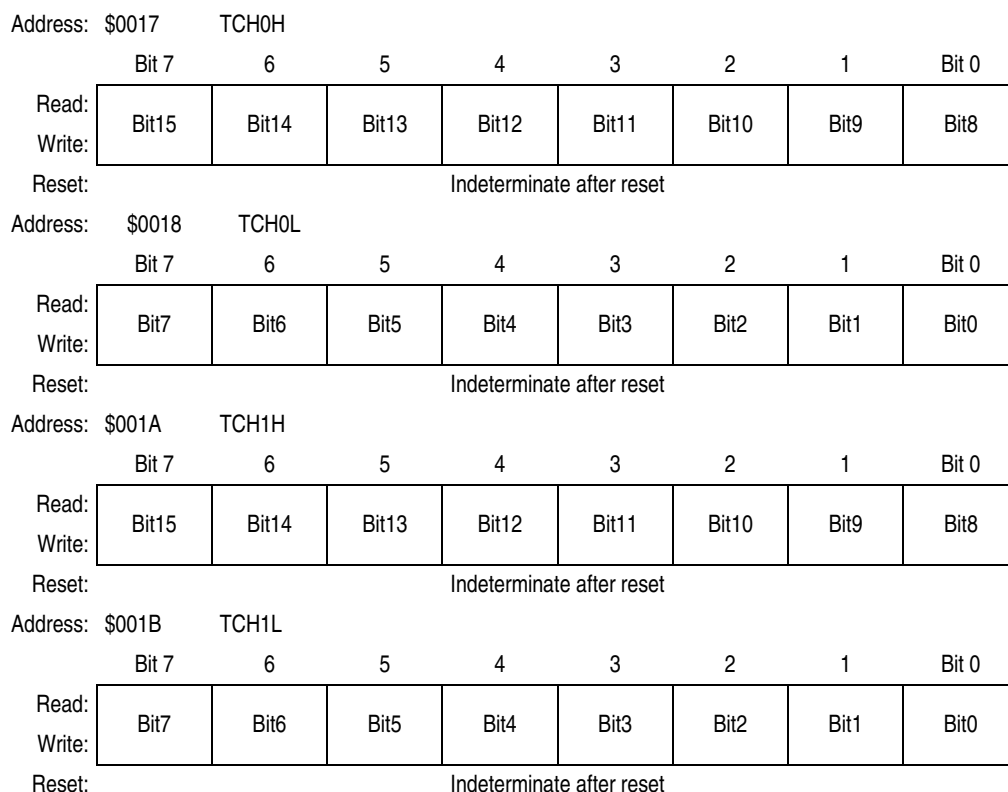 Address: $0017 TCH0H
Bit 7 6 5 4 3 2 1 Bit 0
Read:
Bit15 Bit14 Bit13 Bit12 Bit11 Bit10 Bit9 Bit8
Write:
Reset: Indeterminate after reset
Address: $0018 TCH0L
Bit 7 6 5 4 3 2 1 Bit 0
Read:
Bit7 Bit6 Bit5 Bit4 Bit3 Bit2 Bit1 Bit0
Write:
Reset: Indeterminate after reset
Address: $001A TCH1H
Bit 7 6 5 4 3 2 1 Bit 0
Read:
Bit15 Bit14 Bit13 Bit12 Bit11 Bit10 Bit9 Bit8
Write:
Reset: Indeterminate after reset
Address: $001B TCH1L
Bit 7 6 5 4 3 2 1 Bit 0
Read:
Bit7 Bit6 Bit5 Bit4 Bit3 Bit2 Bit1 Bit0
Write:
Reset: Indeterminate after reset